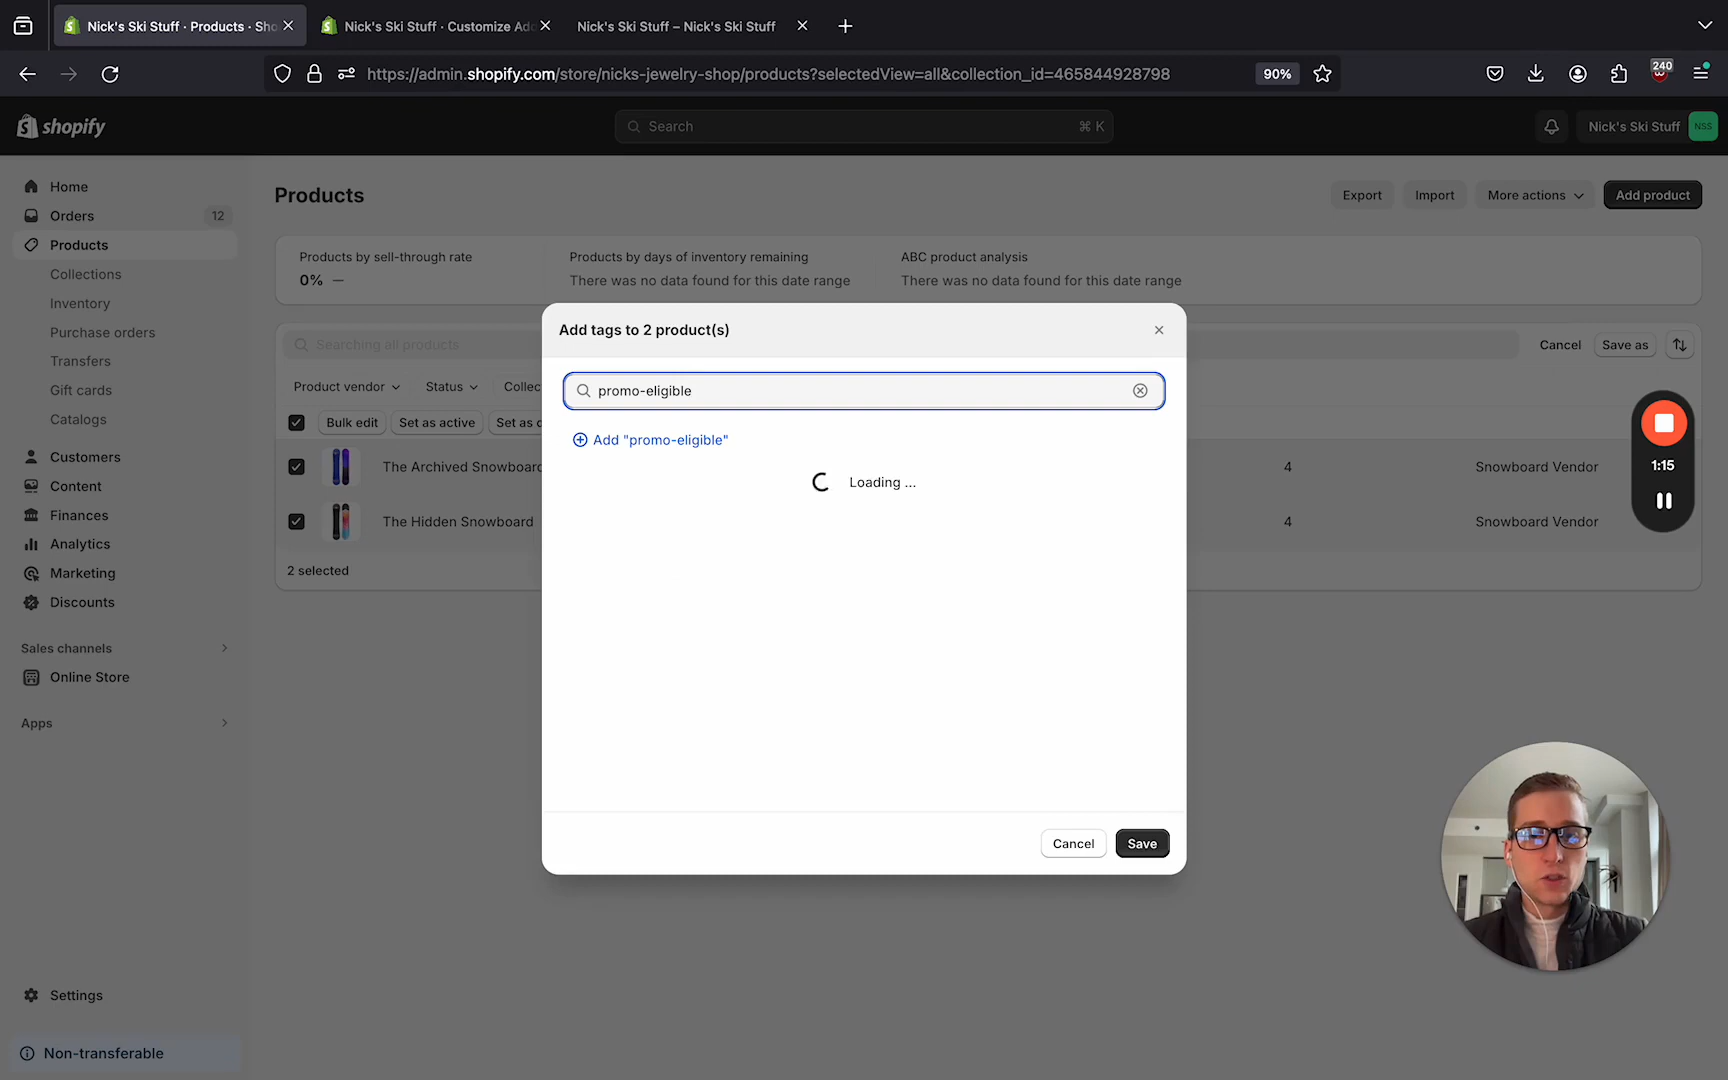 Nick's Ski Stuff · Products · Sho
Nick's Ski Stuff · Customize Ad
Nick's Ski Stuff – Nick's Ski Stuff
https://admin.shopify.com/store/nicks-jewelry-shop/products?selectedView=all&collection_id=465844928798
90%
240
shopify
Search
⌘ K
Nick's Ski Stuff
NSS
Home
Orders
12
Products
Collections
Inventory
Purchase orders
Transfers
Gift cards
Catalogs
Customers
Content
Finances
Analytics
Marketing
Discounts
Sales channels
Online Store
Apps
Settings
Non-transferable
Products
Export
Import
More actions
Add product
Products by sell-through rate
0% —
Products by days of inventory remaining
There was no data found for this date range
ABC product analysis
There was no data found for this date range
Searching all products
Cancel
Save as
Product vendor
Status
Collec
Bulk edit
Set as active
Set as d
The Archived Snowboard
4
Snowboard Vendor
The Hidden Snowboard
4
Snowboard Vendor
2 selected
Add tags to 2 product(s)
promo-eligible
Add "promo-eligible"
Loading ...
Cancel
Save
1:15